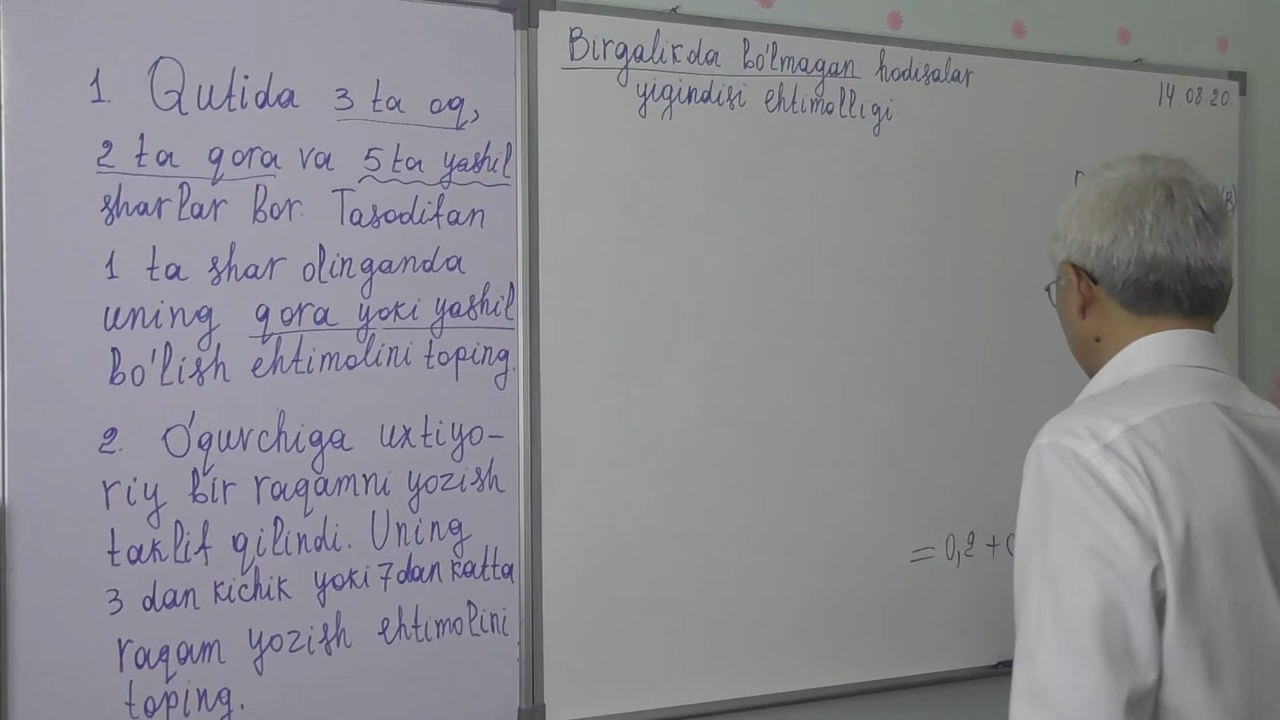 1. Qutida 3 ta oq,
2 ta qora va 5 ta yashil
sharlar bor. Tasodifan
1 ta shar olinganda
uning qora yoki yashil
bo'lish ehtimolini toping.
2. O'quvchiga uxtiyo-
riy bir raqamni yozish
taklif qilindi. Uning
3 dan kichik yoki 7 dan katta
raqam yozish ehtimolini
toping.
Birgalikda bo'lmagan hodisalar
yigindisi ehtimolligi
14.08.20
= 0,2 +